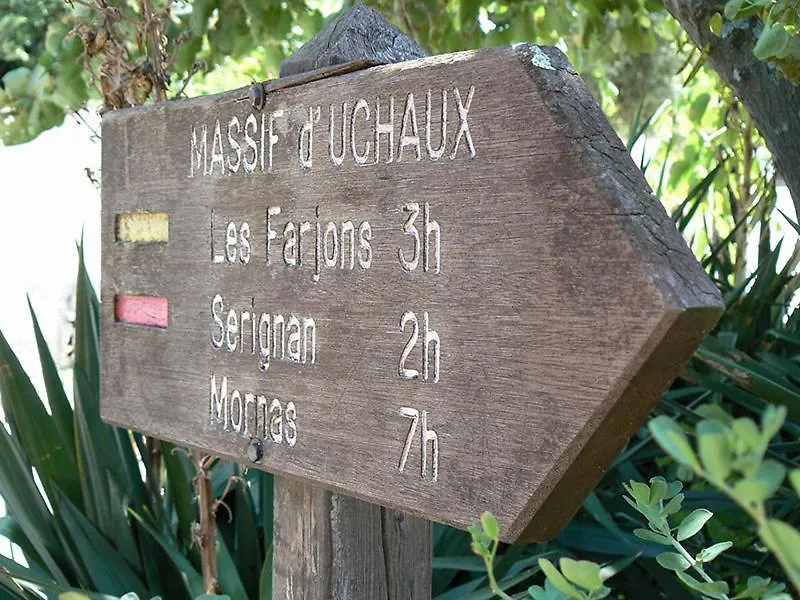 MASSIF d'UCHAUX
Les Farjons 3h
Serignan 2h
Mornas 7h